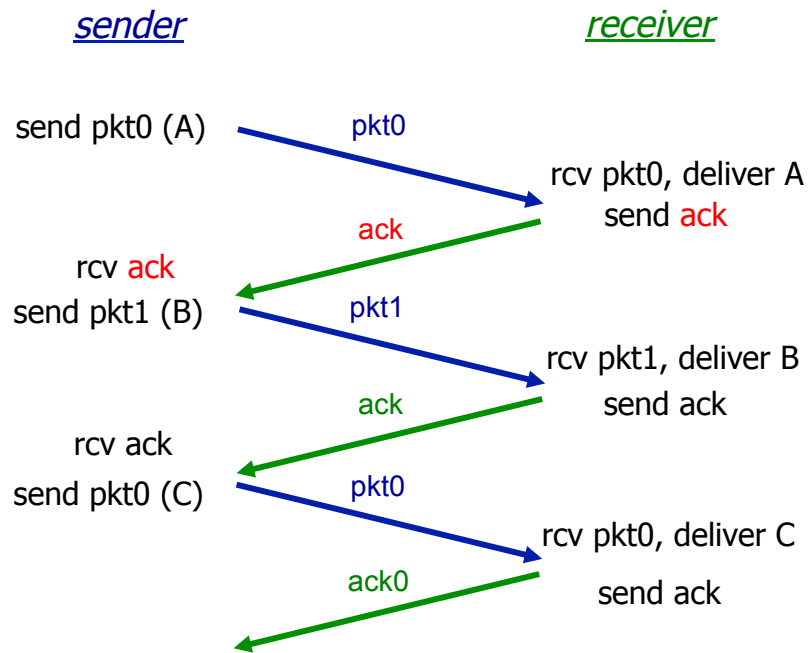 sender
receiver
send pkt0 (A)
pkt0
rcv pkt0, deliver A
send ack
ack
rcv ack
send pkt1 (B)
pkt1
rcv pkt1, deliver B
send ack
ack
rcv ack
send pkt0 (C)
pkt0
rcv pkt0, deliver C
send ack
ack0